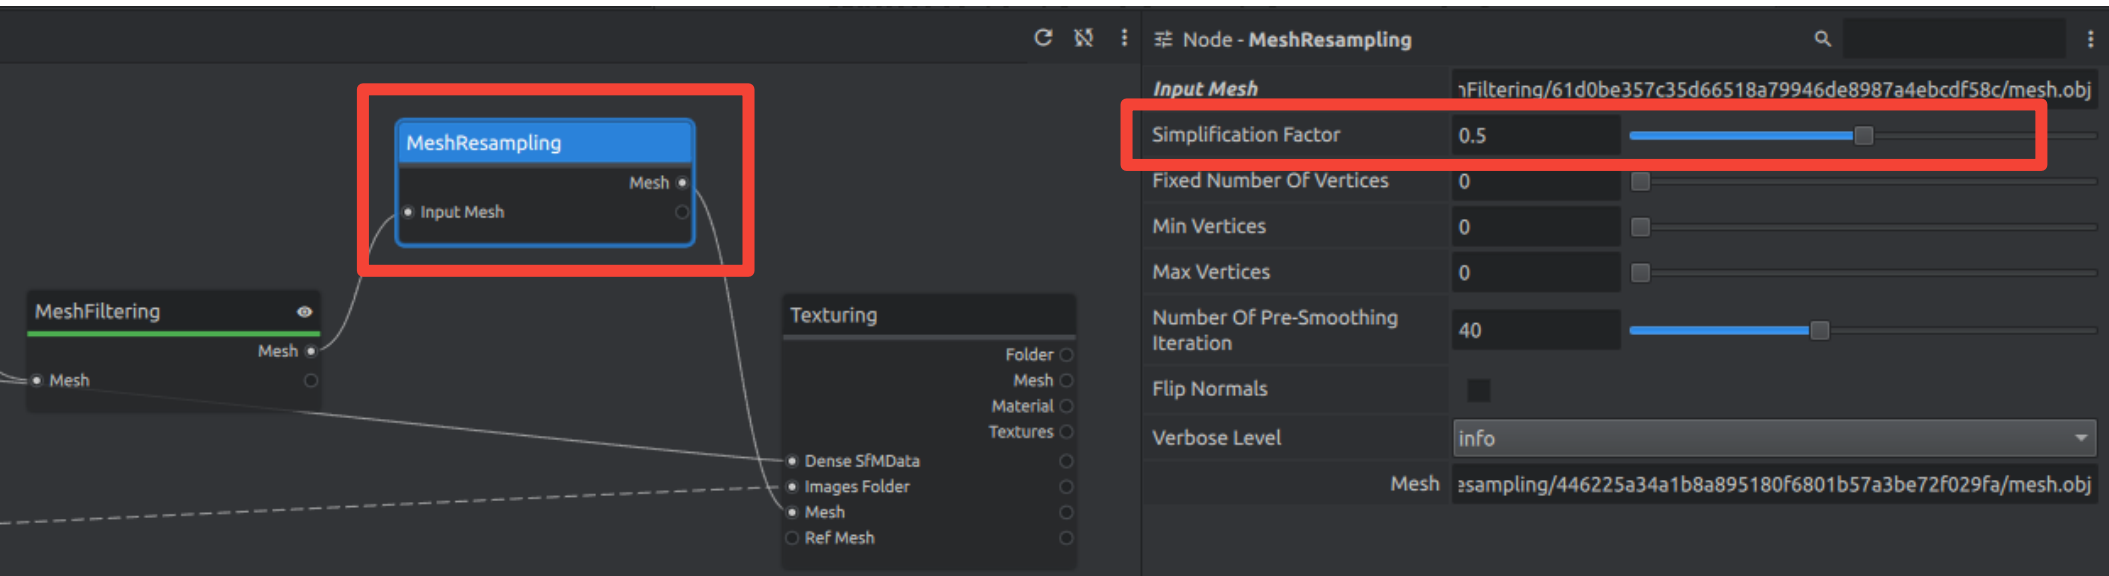 Node - MeshResampling
Input Mesh
ıFiltering/61d0be357c35d66518a79946de8987a4ebcdf58c/mesh.obj
Simplification Factor
0.5
Fixed Number Of Vertices
0
Min Vertices
0
Max Vertices
0
Number Of Pre-Smoothing
Iteration
40
Flip Normals
Verbose Level
info
Mesh
esampling/446225a34a1b8a895180f6801b57a3be72f029fa/mesh.obj
MeshResampling
Mesh
Input Mesh
MeshFiltering
Mesh
Mesh
Texturing
Folder
Mesh
Material
Textures
Dense SfMData
Images Folder
Mesh
Ref Mesh